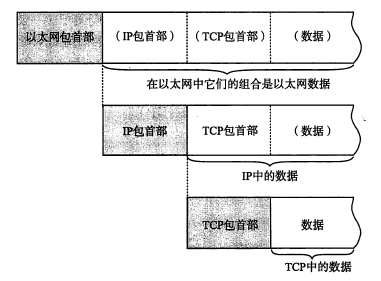 以太网包首部 （IP包首部） （TCP包首部） （数据）
在以太网中它们的组合是以太网数据
IP包首部 TCP包首部 （数据）
IP中的数据
TCP包首部 数据
TCP中的数据